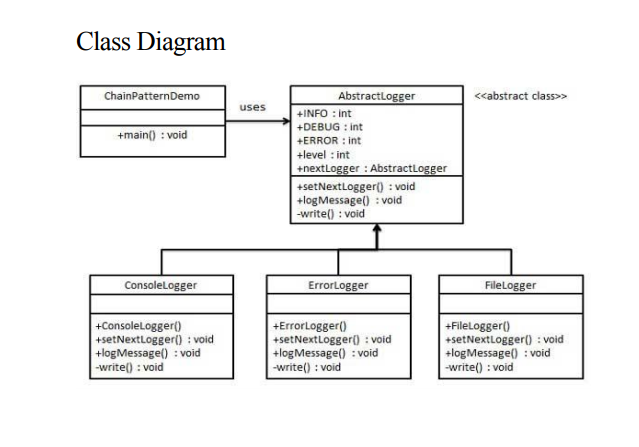 Class Diagram
ChainPatternDemo
+main() : void
uses
AbstractLogger
<<abstract class>>
+INFO : int
+DEBUG : int
+ERROR : int
+level : int
+nextLogger : AbstractLogger
+setNextLogger() : void
+logMessage() : void
-write() : void
ConsoleLogger
+ConsoleLogger()
+setNextLogger() : void
+logMessage() : void
-write() : void
ErrorLogger
+ErrorLogger()
+setNextLogger() : void
+logMessage() : void
-write() : void
FileLogger
+FileLogger()
+setNextLogger() : void
+logMessage() : void
-write() : void